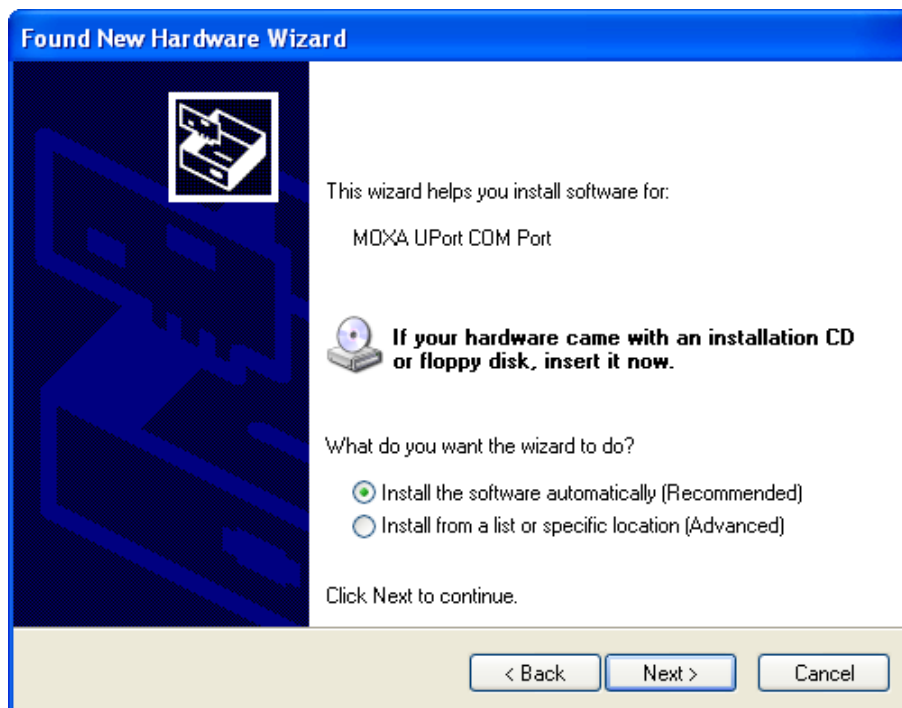 Found New Hardware Wizard
This wizard helps you install software for:
MOXA UPort COM Port
If your hardware came with an installation CD
or floppy disk, insert it now.
What do you want the wizard to do?
Install the software automatically (Recommended)
Install from a list or specific location (Advanced)
Click Next to continue.
< Back
Next >
Cancel